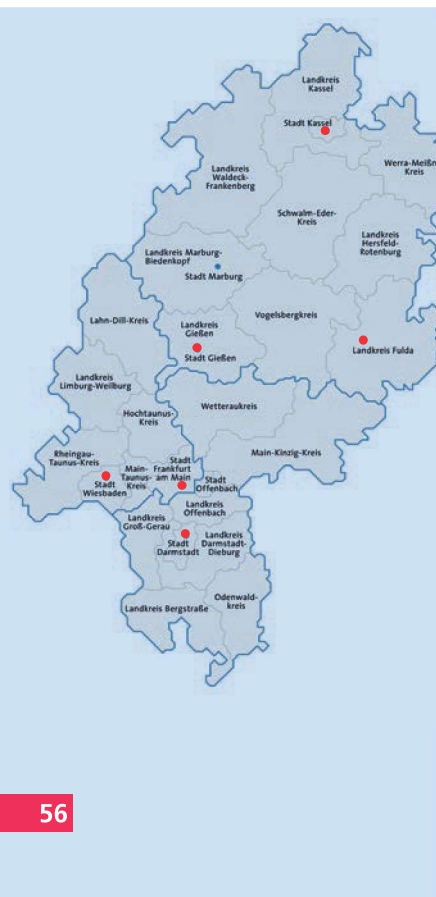 Landkreis
Kassel
Stadt Kassel
Werra-Meißn
Kreis
Landkreis
Waldeck-
Frankenberg
Schwalm-Eder-
Kreis
Landkreis
Hersfeld-
Rotenburg
Landkreis Marburg-
Biedenkopf
Stadt Marburg
Lahn-Dill-Kreis
Landkreis
Gießen
Stadt Gießen
Vogelsbergkreis
Landkreis Fulda
Landkreis
Limburg-Weilburg
Hochtaunus-
Kreis
Wetteraukreis
Main-Kinzig-Kreis
Rheingau-
Taunus-Kreis
Stadt
Wiesbaden
Main-
Taunus-
Kreis
Stadt
Frankfurt
am Main
Stadt
Offenbach
Landkreis
Offenbach
Landkreis
Groß-Gerau
Stadt
Darmstadt
Landkreis
Darmstadt-
Dieburg
Landkreis Bergstraße
Odenwald-
kreis
56